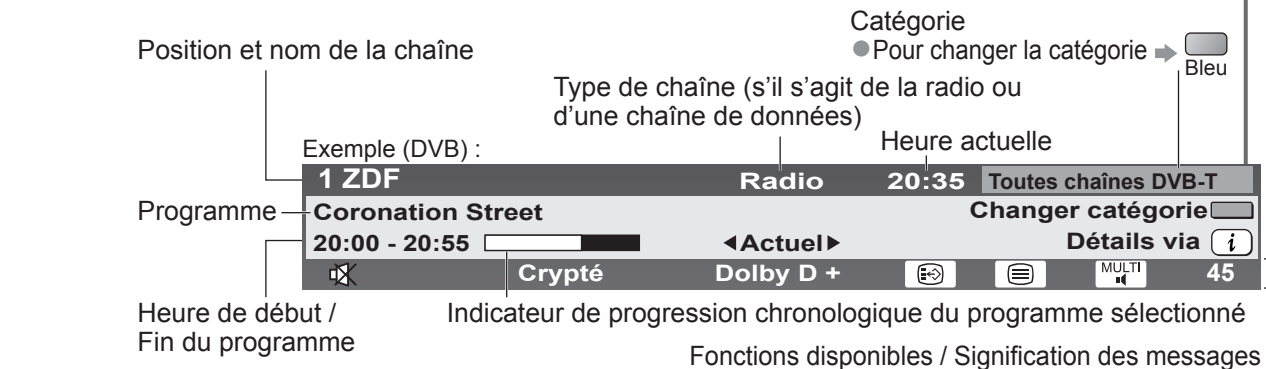 Catégorie
Position et nom de la chaîne
●Pour changer la catégorie
Bleu
Type de chaîne (s'il s'agit de la radio ou
d'une chaîne de données)
Heure actuelle
Exemple (DVB) :
1 ZDF Radio 20:35 Toutes chaînes DVB-T
Programme
Coronation Street Changer catégorie
20:00 - 20:55 ◀Actuel▶ Détails via i
Crypté Dolby D + MULTI 45
Heure de début /
Fin du programme
Indicateur de progression chronologique du programme sélectionné
Fonctions disponibles / Signification des messages